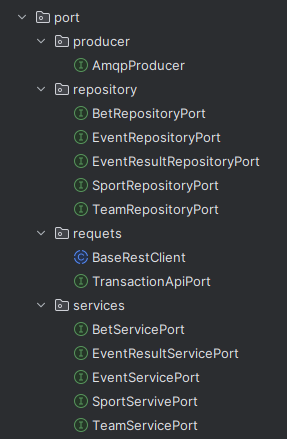 port
producer
AmqpProducer
repository
BetRepositoryPort
EventRepositoryPort
EventResultRepositoryPort
SportRepositoryPort
TeamRepositoryPort
requets
BaseRestClient
TransactionApiPort
services
BetServicePort
EventResultServicePort
EventServicePort
SportServivePort
TeamServicePort